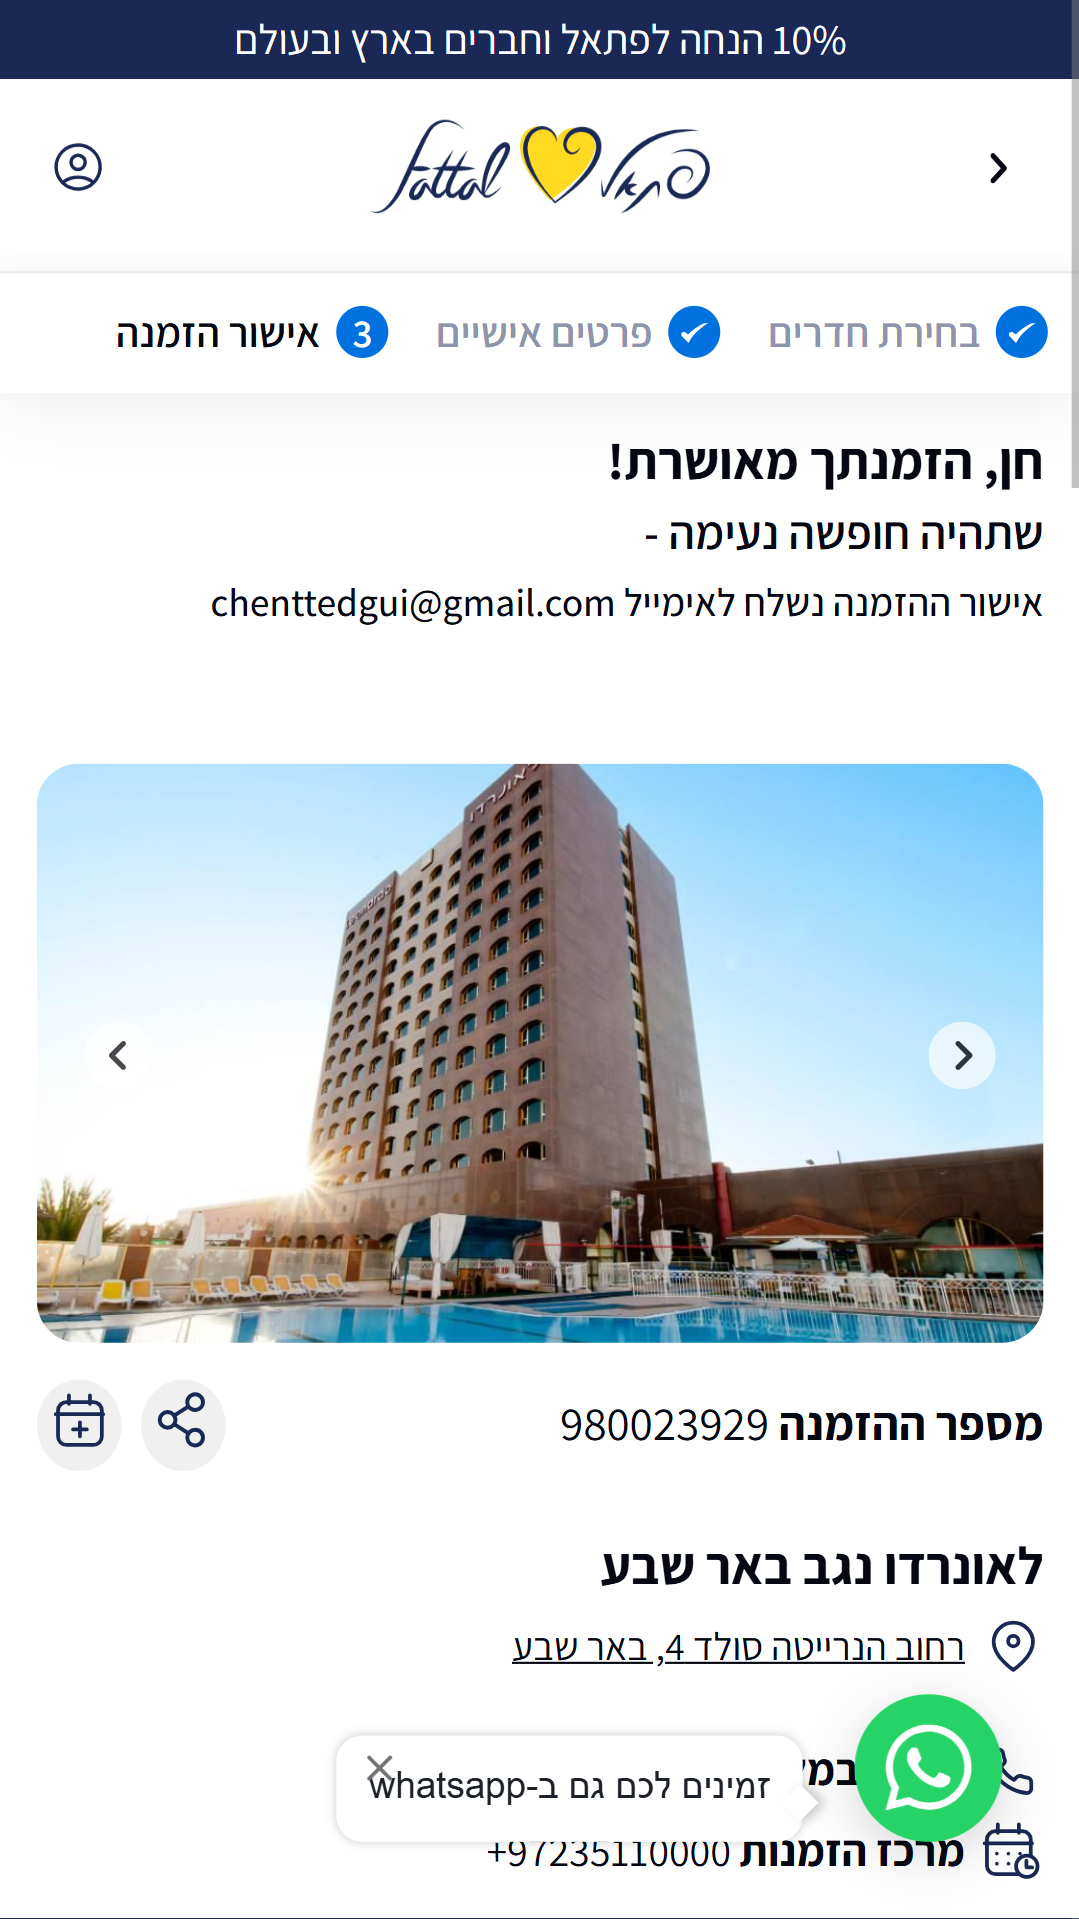 10% הנחה לפתאל וחברים בארץ ובעולם
fattal פתאל
בחירת חדרים
פרטים אישיים
3 אישור הזמנה
חן, הזמנתך מאושרת!
שתהיה חופשה נעימה -
אישור ההזמנה נשלח לאימייל chenttedgui@gmail.com
לאונרדו
Leonardo
מספר ההזמנה 980023929
לאונרדו נגב באר שבע
רחוב הנרייטה סולד 4, באר שבע
זמינים לכם גם ב-whatsapp
מרכז הזמנות 97235110000+